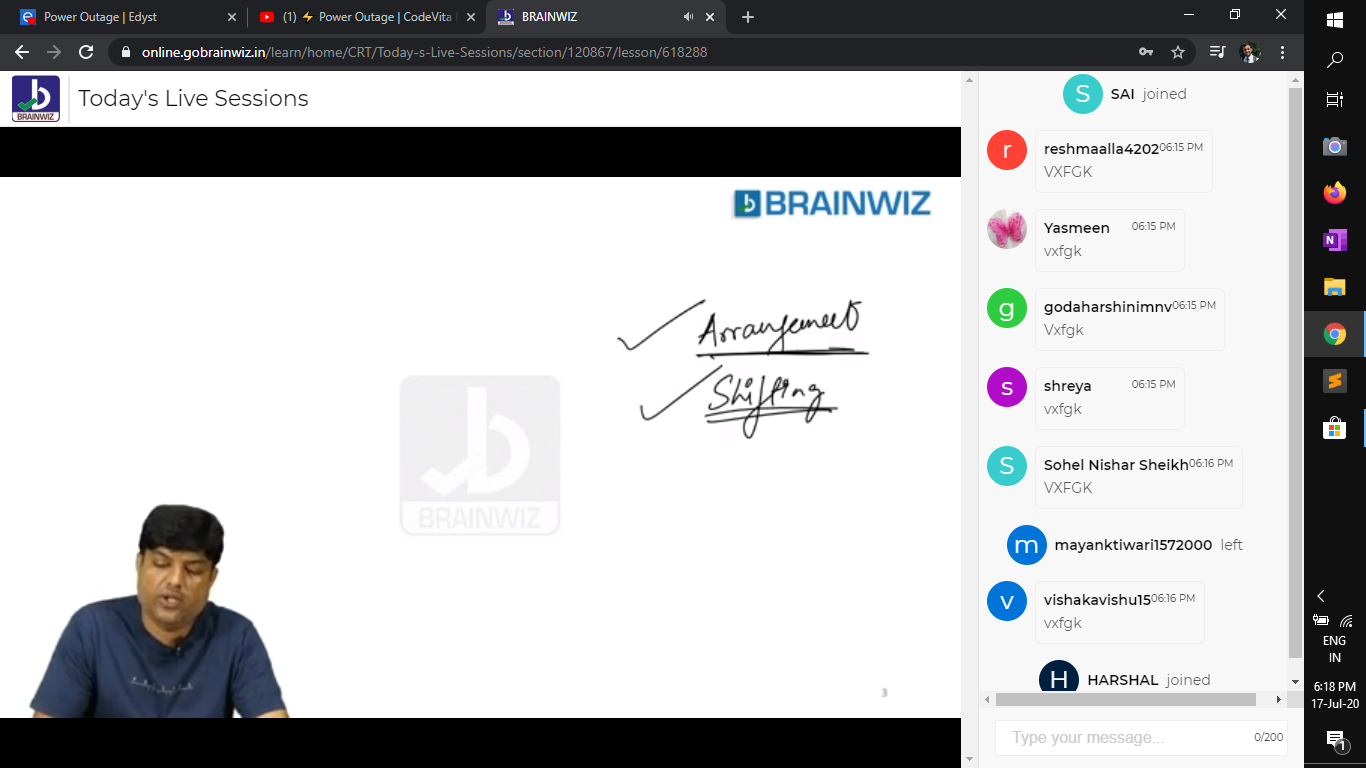 Power Outage | Edyst
(1) ⚡ Power Outage | CodeVita
BRAINWIZ
online.gobrainwiz.in/learn/home/CRT/Today-s-Live-Sessions/section/120867/lesson/618288
BRAINWIZ
Today's Live Sessions
BRAINWIZ
Arrangement
Shifting
BRAINWIZ
3
S SAI joined
r reshmaalla4202 06:15 PM
VXFGK
Yasmeen 06:15 PM
vxfgk
g godaharshinimnv 06:15 PM
Vxfgk
s shreya 06:15 PM
vxfgk
S Sohel Nishar Sheikh 06:16 PM
VXFGK
m mayanktiwari1572000 left
v vishakavishu15 06:16 PM
vxfgk
H HARSHAL joined
Type your message... 0/200
N
ENG
IN
6:18 PM
17-Jul-20
1